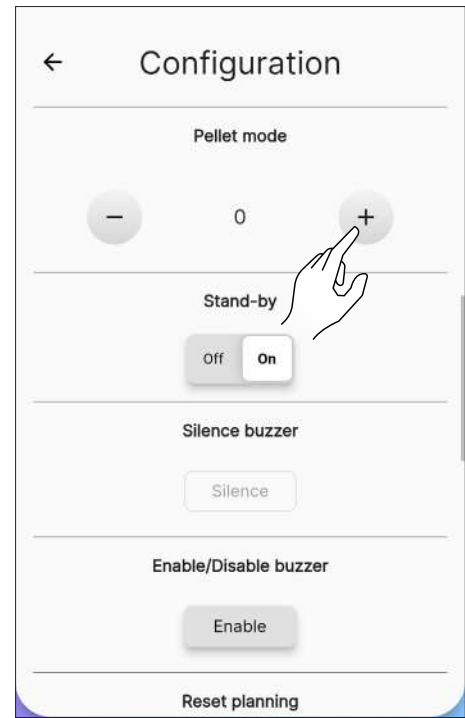 ← Configuration
Pellet mode
− 0 +
Stand-by
Off On
Silence buzzer
Silence
Enable/Disable buzzer
Enable
Reset planning